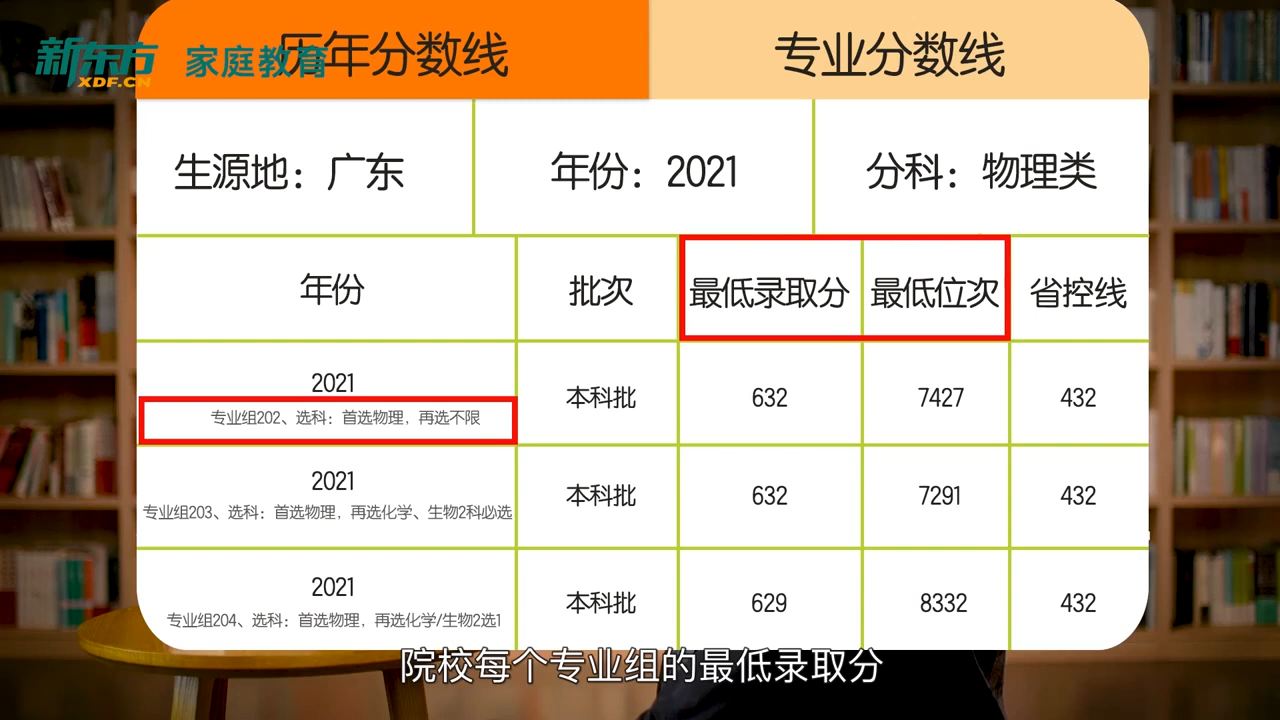 新东方
XDF.CN
家庭教育
历年分数线
专业分数线
生源地：广东
年份：2021
分科：物理类
年份
批次
最低录取分
最低位次
省控线
2021
专业组202、选科：首选物理，再选不限
本科批
632
7427
432
2021
专业组203、选科：首选物理，再选化学、生物2科必选
本科批
632
7291
432
2021
专业组204、选科：首选物理，再选化学/生物2选1
本科批
629
8332
432
院校每个专业组的最低录取分